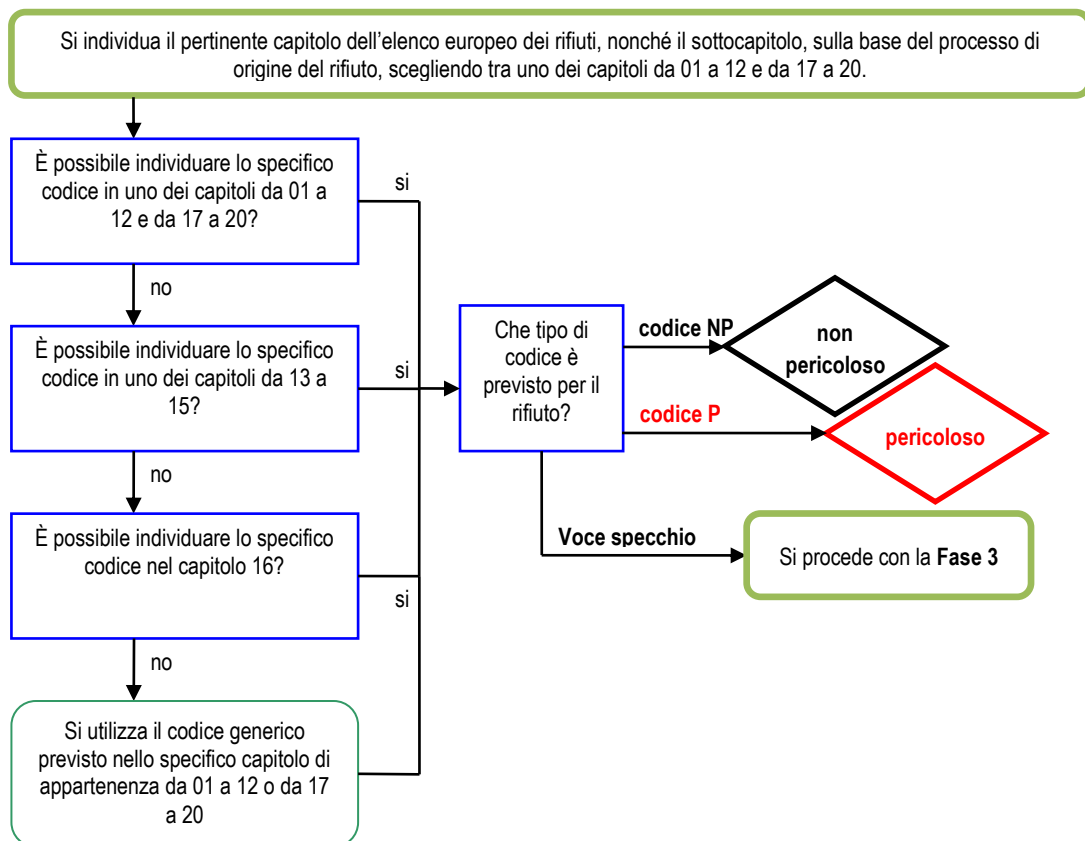 Si individua il pertinente capitolo dell’elenco europeo dei rifiuti, nonché il sottocapitolo, sulla base del processo di
origine del rifiuto, scegliendo tra uno dei capitoli da 01 a 12 e da 17 a 20.
È possibile individuare lo specifico
codice in uno dei capitoli da 01 a
12 e da 17 a 20?
si
no
È possibile individuare lo specifico
codice in uno dei capitoli da 13 a
15?
si
no
È possibile individuare lo specifico
codice nel capitolo 16?
si
no
Si utilizza il codice generico
previsto nello specifico capitolo di
appartenenza da 01 a 12 o da 17
a 20
Che tipo di
codice è
previsto per il
rifiuto?
codice NP
non
pericoloso
codice P
pericoloso
Voce specchio
Si procede con la Fase 3